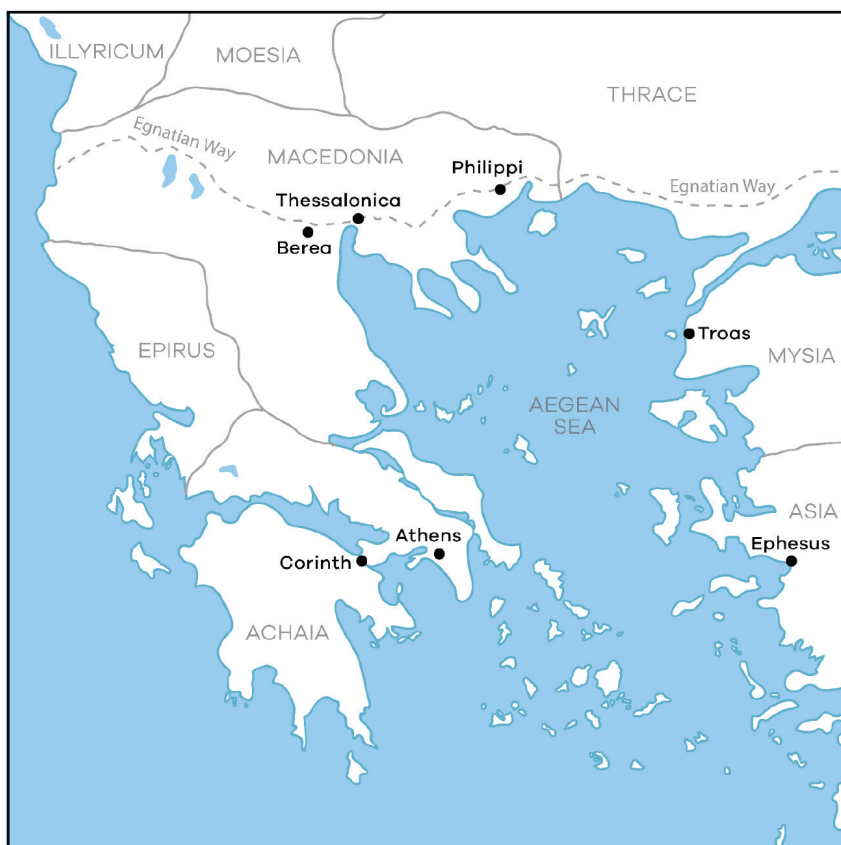 ILLYRICUM
MOESIA
THRACE
Egnatian Way
MACEDONIA
Philippi
Egnatian Way
Thessalonica
Berea
Troas
EPIRUS
MYSIA
AEGEAN
SEA
ASIA
Athens
Ephesus
Corinth
ACHAIA